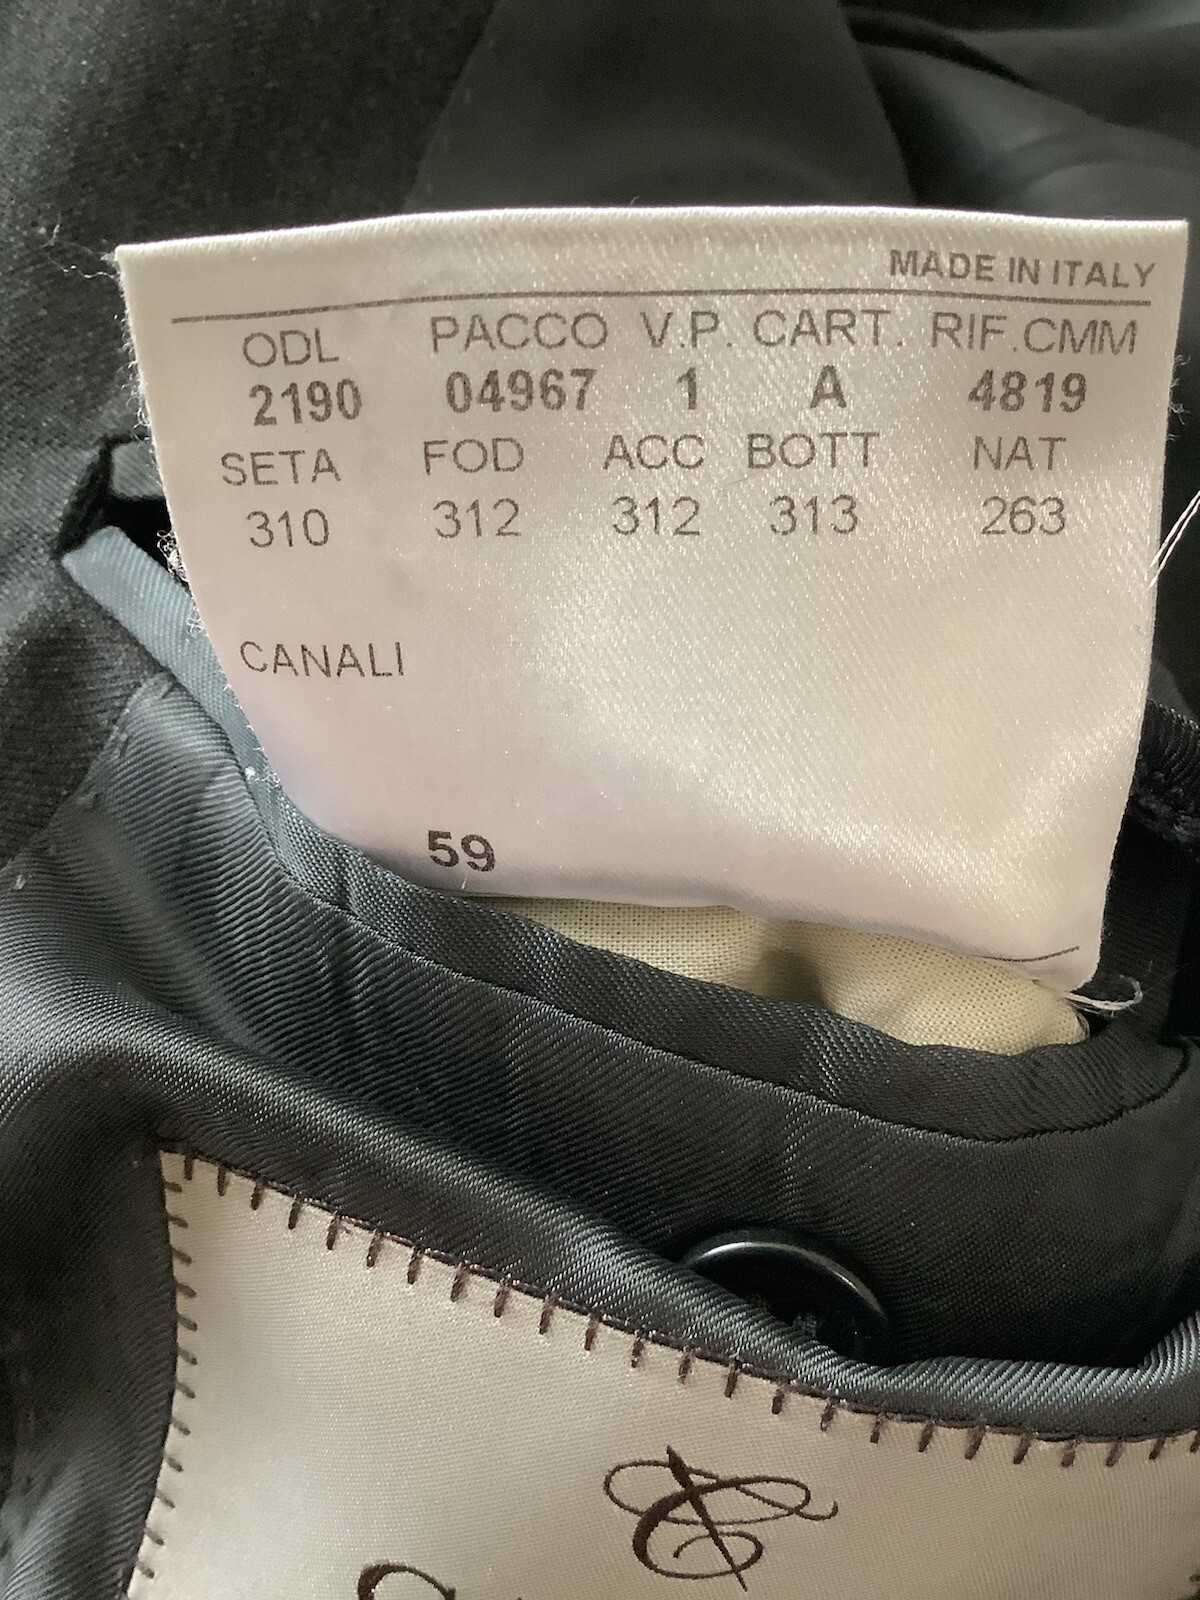 MADE IN ITALY
ODL PACCO V.P. CART. RIF.CMM
2190 04967 1 A 4819
SETA FOD ACC BOTT NAT
310 312 312 313 263
CANALI
59